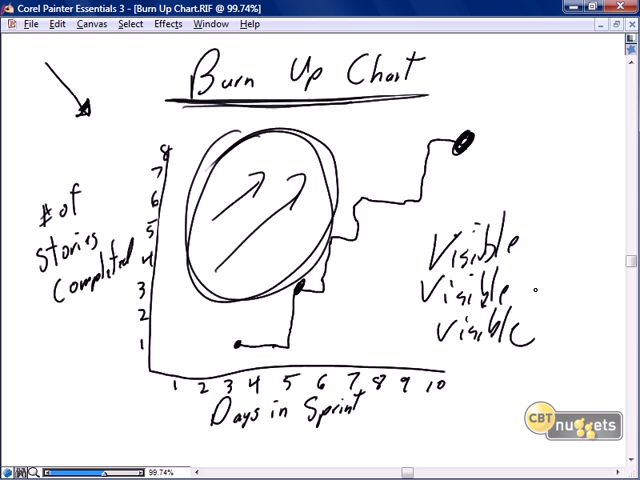 Corel Painter Essentials 3 - [Burn Up Chart.RIF @ 99.74%]
File Edit Canvas Select Effects Window Help
Burn Up Chart
8
7
6
5
4
3
2
1
# of
stories
completed
Visible
Visible
visible
1 2 3 4 5 6 7 8 9 10
Days in Sprint
CBT
nuggets
99.74%